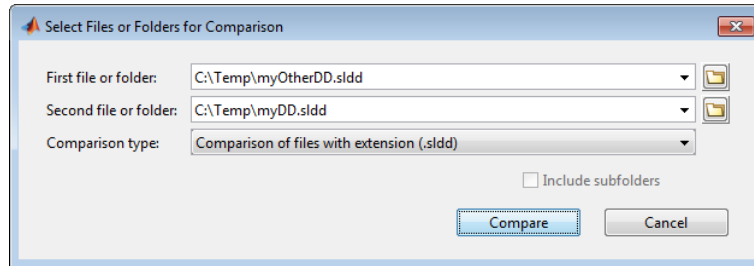 Select Files or Folders for Comparison
First file or folder: C:\Temp\myOtherDD.sldd
Second file or folder: C:\Temp\myDD.sldd
Comparison type: Comparison of files with extension (.sldd)
Include subfolders
Compare Cancel